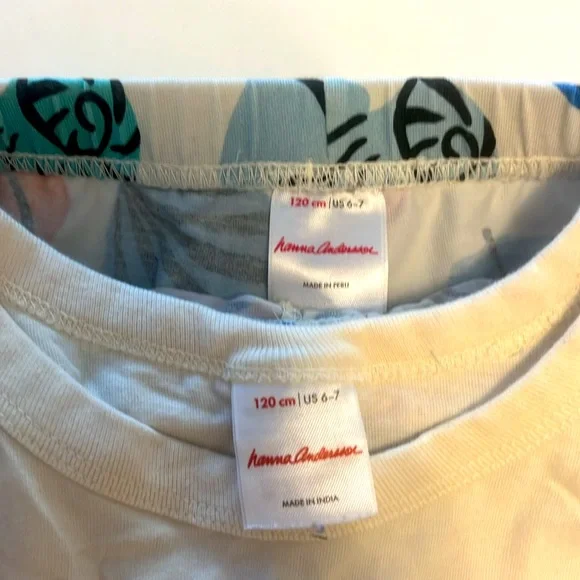 120 cm | US 6-7
hanna Andersson
MADE IN PERU
120 cm | US 6-7
hanna Andersson
MADE IN INDIA